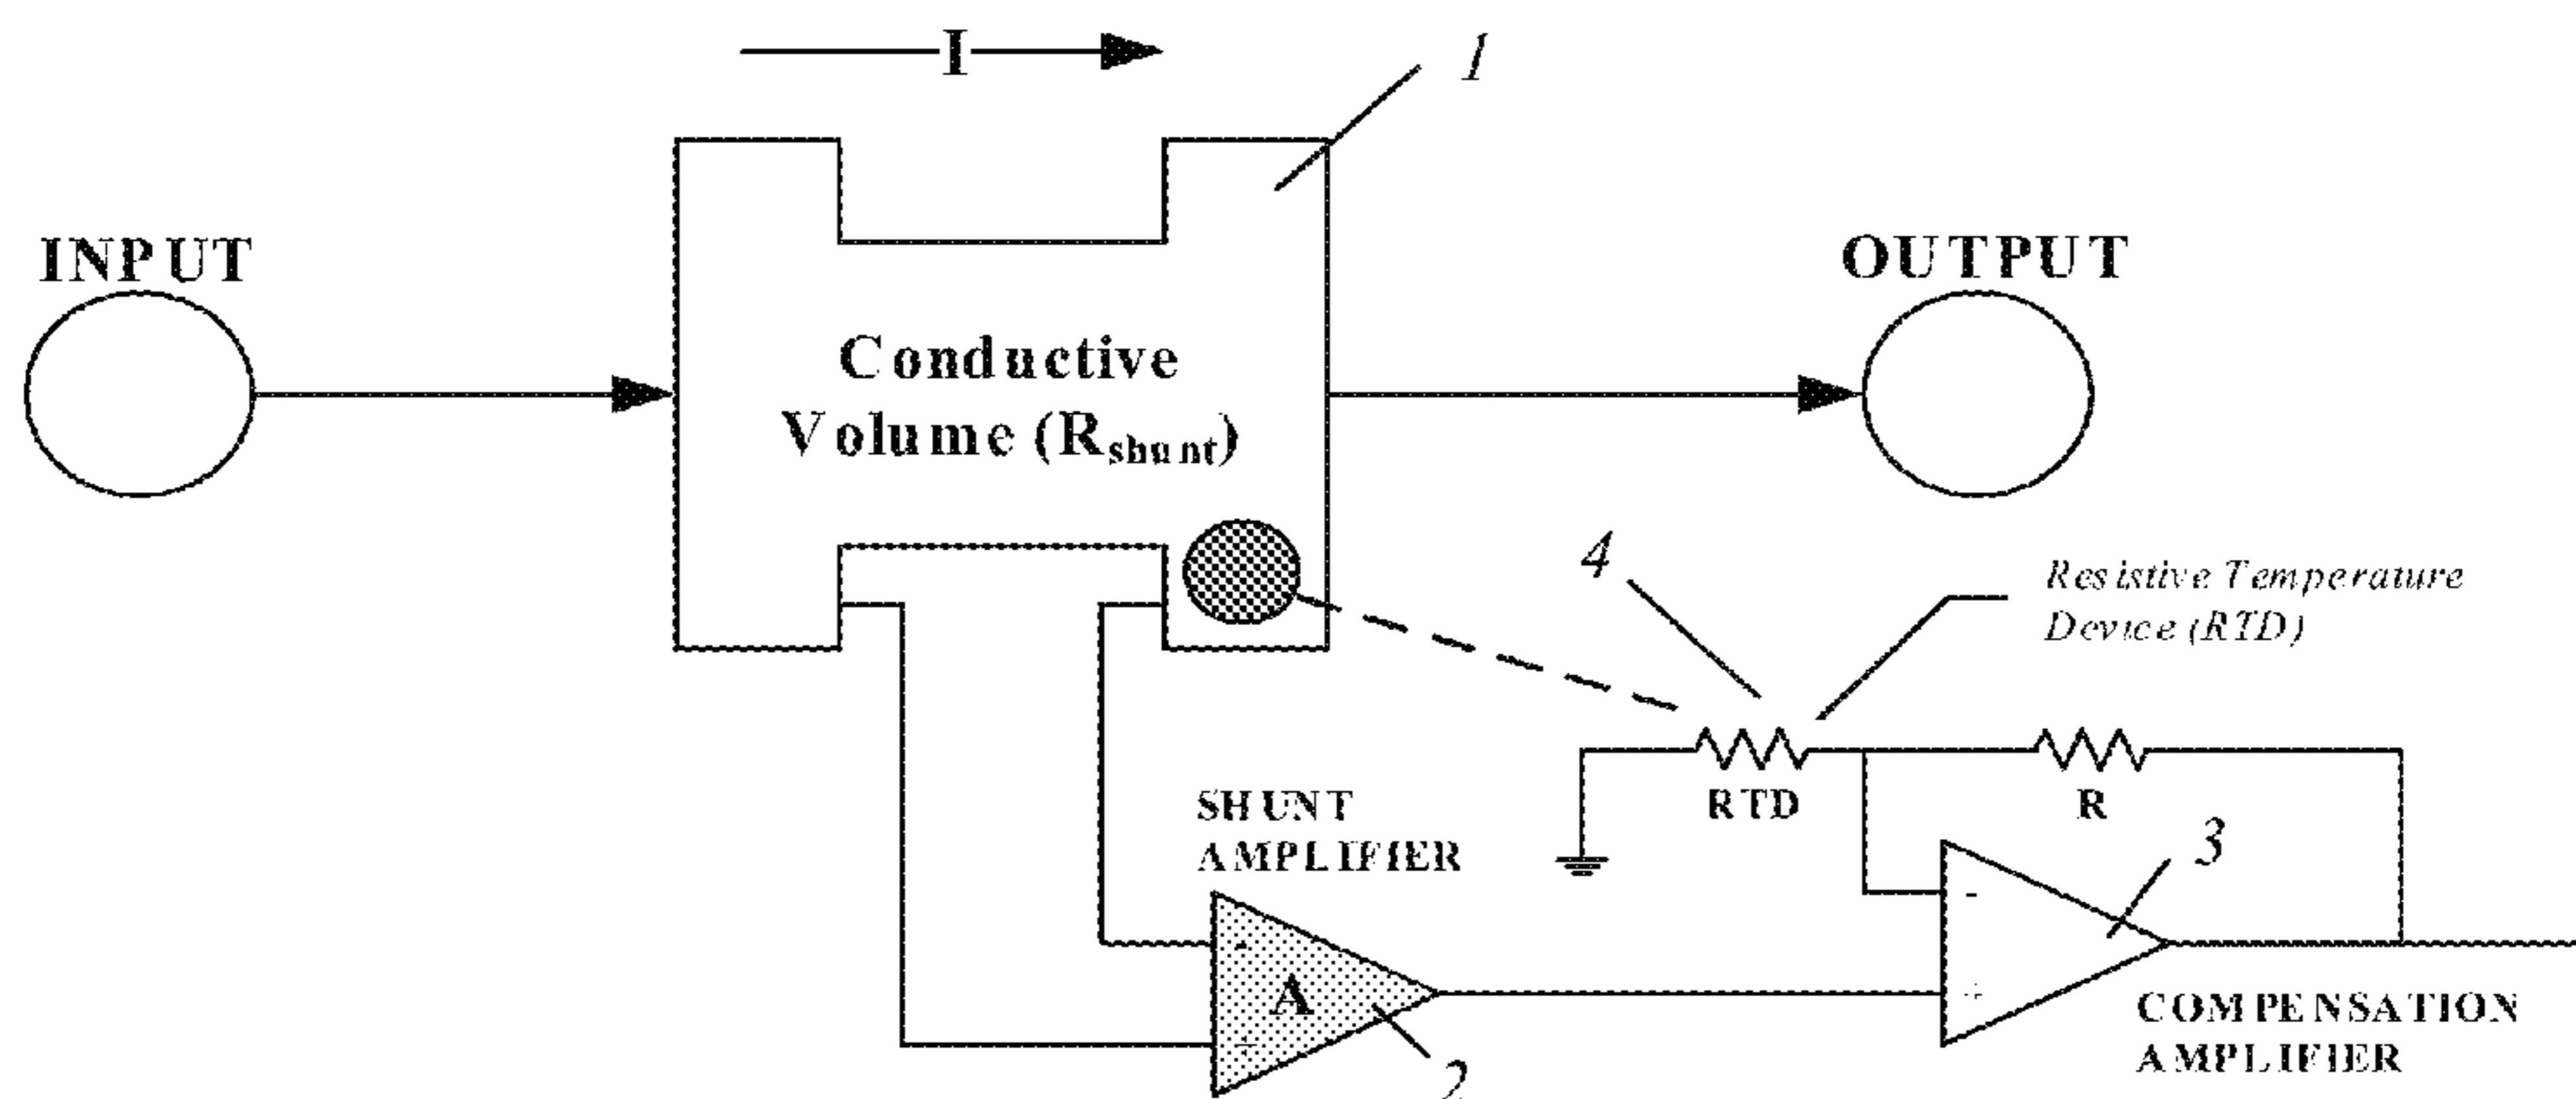 I
1
INPUT
OUTPUT
Conductive
Volume (Rshunt)
4
Resistive Temperature
Device (RTD)
RTD
R
SHUNT
AMPLIFIER
3
-
-
A
+
+
2
COMPENSATION
AMPLIFIER